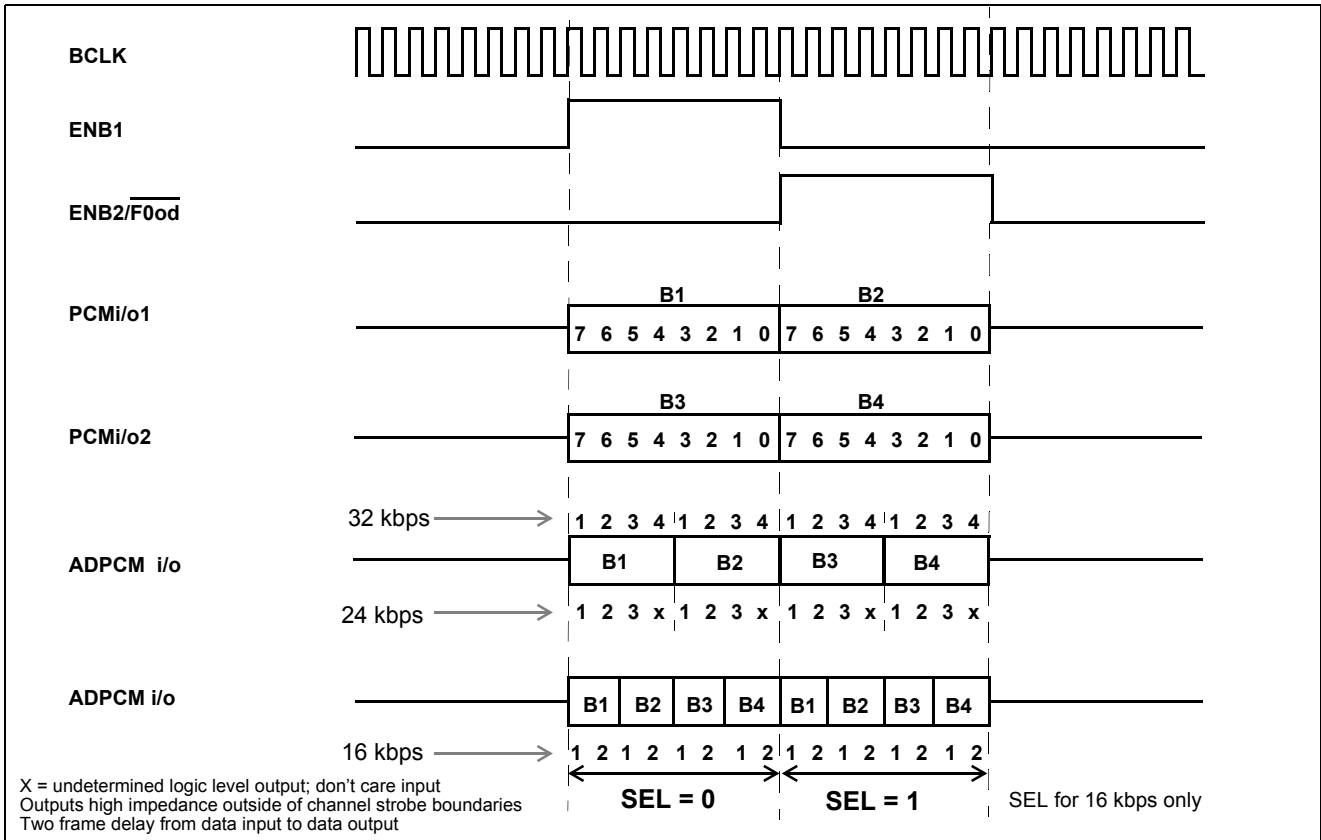 BCLK
ENB1
ENB2/F0od
B1 B2
PCMi/o1
7 6 5 4 3 2 1 0 7 6 5 4 3 2 1 0
B3 B4
PCMi/o2
7 6 5 4 3 2 1 0 7 6 5 4 3 2 1 0
32 kbps 1 2 3 4 1 2 3 4 1 2 3 4 1 2 3 4
ADPCM i/o B1 B2 B3 B4
24 kbps 1 2 3 x 1 2 3 x 1 2 3 x 1 2 3 x
ADPCM i/o B1 B2 B3 B4 B1 B2 B3 B4
16 kbps 1 2 1 2 1 2 1 2 1 2 1 2 1 2 1 2
SEL = 0 SEL = 1 SEL for 16 kbps only
X = undetermined logic level output; don't care input
Outputs high impedance outside of channel strobe boundaries
Two frame delay from data input to data output